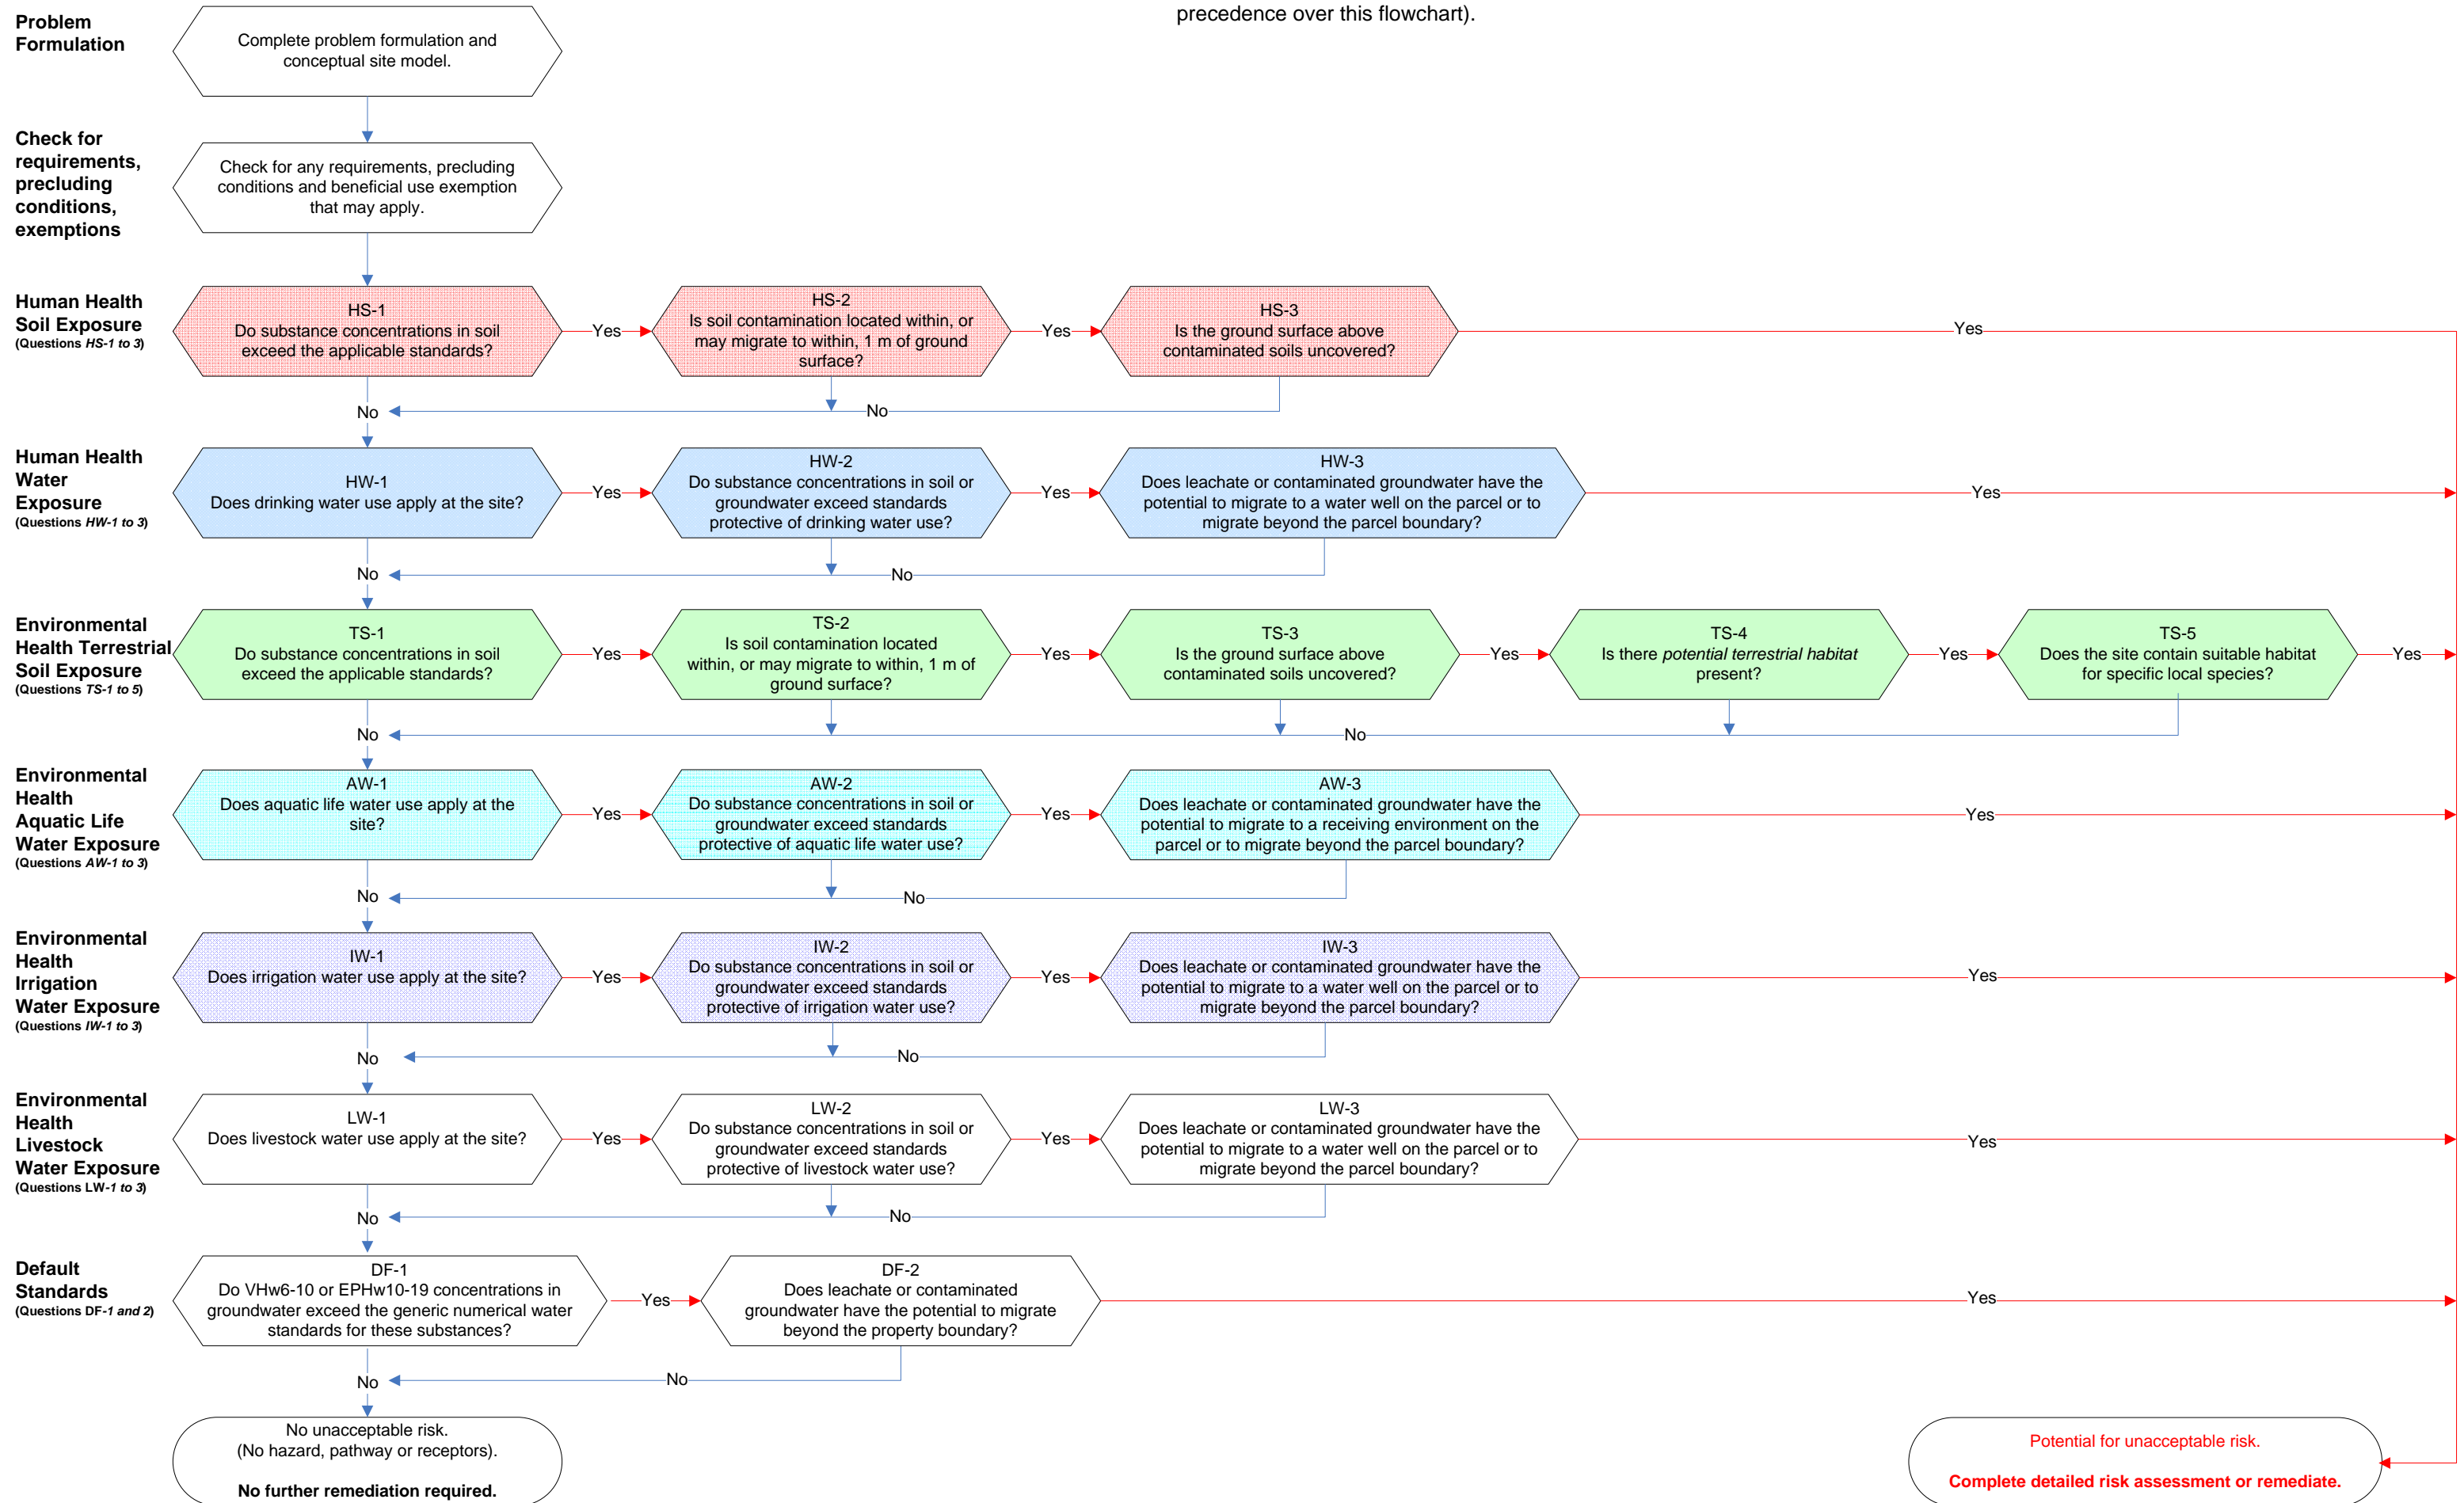 precedence over this flowchart).
Problem
Formulation
Complete problem formulation and
conceptual site model.
Check for
requirements,
precluding
conditions,
exemptions
Check for any requirements, precluding
conditions and beneficial use exemption
that may apply.
Human Health
Soil Exposure
(Questions HS-1 to 3)
HS-1
Do substance concentrations in soil
exceed the applicable standards?
Yes
HS-2
Is soil contamination located within, or
may migrate to within, 1 m of ground
surface?
Yes
HS-3
Is the ground surface above
contaminated soils uncovered?
Yes
No
No
Human Health
Water
Exposure
(Questions HW-1 to 3)
HW-1
Does drinking water use apply at the site?
Yes
HW-2
Do substance concentrations in soil or
groundwater exceed standards
protective of drinking water use?
Yes
HW-3
Does leachate or contaminated groundwater have the
potential to migrate to a water well on the parcel or to
migrate beyond the parcel boundary?
Yes
No
No
Environmental
Health Terrestrial
Soil Exposure
(Questions TS-1 to 5)
TS-1
Do substance concentrations in soil
exceed the applicable standards?
Yes
TS-2
Is soil contamination located
within, or may migrate to within, 1 m of
ground surface?
Yes
TS-3
Is the ground surface above
contaminated soils uncovered?
Yes
TS-4
Is there potential terrestrial habitat
present?
Yes
TS-5
Does the site contain suitable habitat
for specific local species?
Yes
No
No
Environmental
Health
Aquatic Life
Water Exposure
(Questions AW-1 to 3)
AW-1
Does aquatic life water use apply at the
site?
Yes
AW-2
Do substance concentrations in soil or
groundwater exceed standards
protective of aquatic life water use?
Yes
AW-3
Does leachate or contaminated groundwater have the
potential to migrate to a receiving environment on the
parcel or to migrate beyond the parcel boundary?
Yes
No
No
Environmental
Health
Irrigation
Water Exposure
(Questions IW-1 to 3)
IW-1
Does irrigation water use apply at the site?
Yes
IW-2
Do substance concentrations in soil or
groundwater exceed standards
protective of irrigation water use?
Yes
IW-3
Does leachate or contaminated groundwater have the
potential to migrate to a water well on the parcel or to
migrate beyond the parcel boundary?
Yes
No
No
Environmental
Health
Livestock
Water Exposure
(Questions LW-1 to 3)
LW-1
Does livestock water use apply at the site?
Yes
LW-2
Do substance concentrations in soil or
groundwater exceed standards
protective of livestock water use?
Yes
LW-3
Does leachate or contaminated groundwater have the
potential to migrate to a water well on the parcel or to
migrate beyond the parcel boundary?
Yes
No
No
Default
Standards
(Questions DF-1 and 2)
DF-1
Do VHw6-10 or EPHw10-19 concentrations in
groundwater exceed the generic numerical water
standards for these substances?
Yes
DF-2
Does leachate or contaminated
groundwater have the potential to migrate
beyond the property boundary?
Yes
No
No
No unacceptable risk.
(No hazard, pathway or receptors).
No further remediation required.
Potential for unacceptable risk.
Complete detailed risk assessment or remediate.